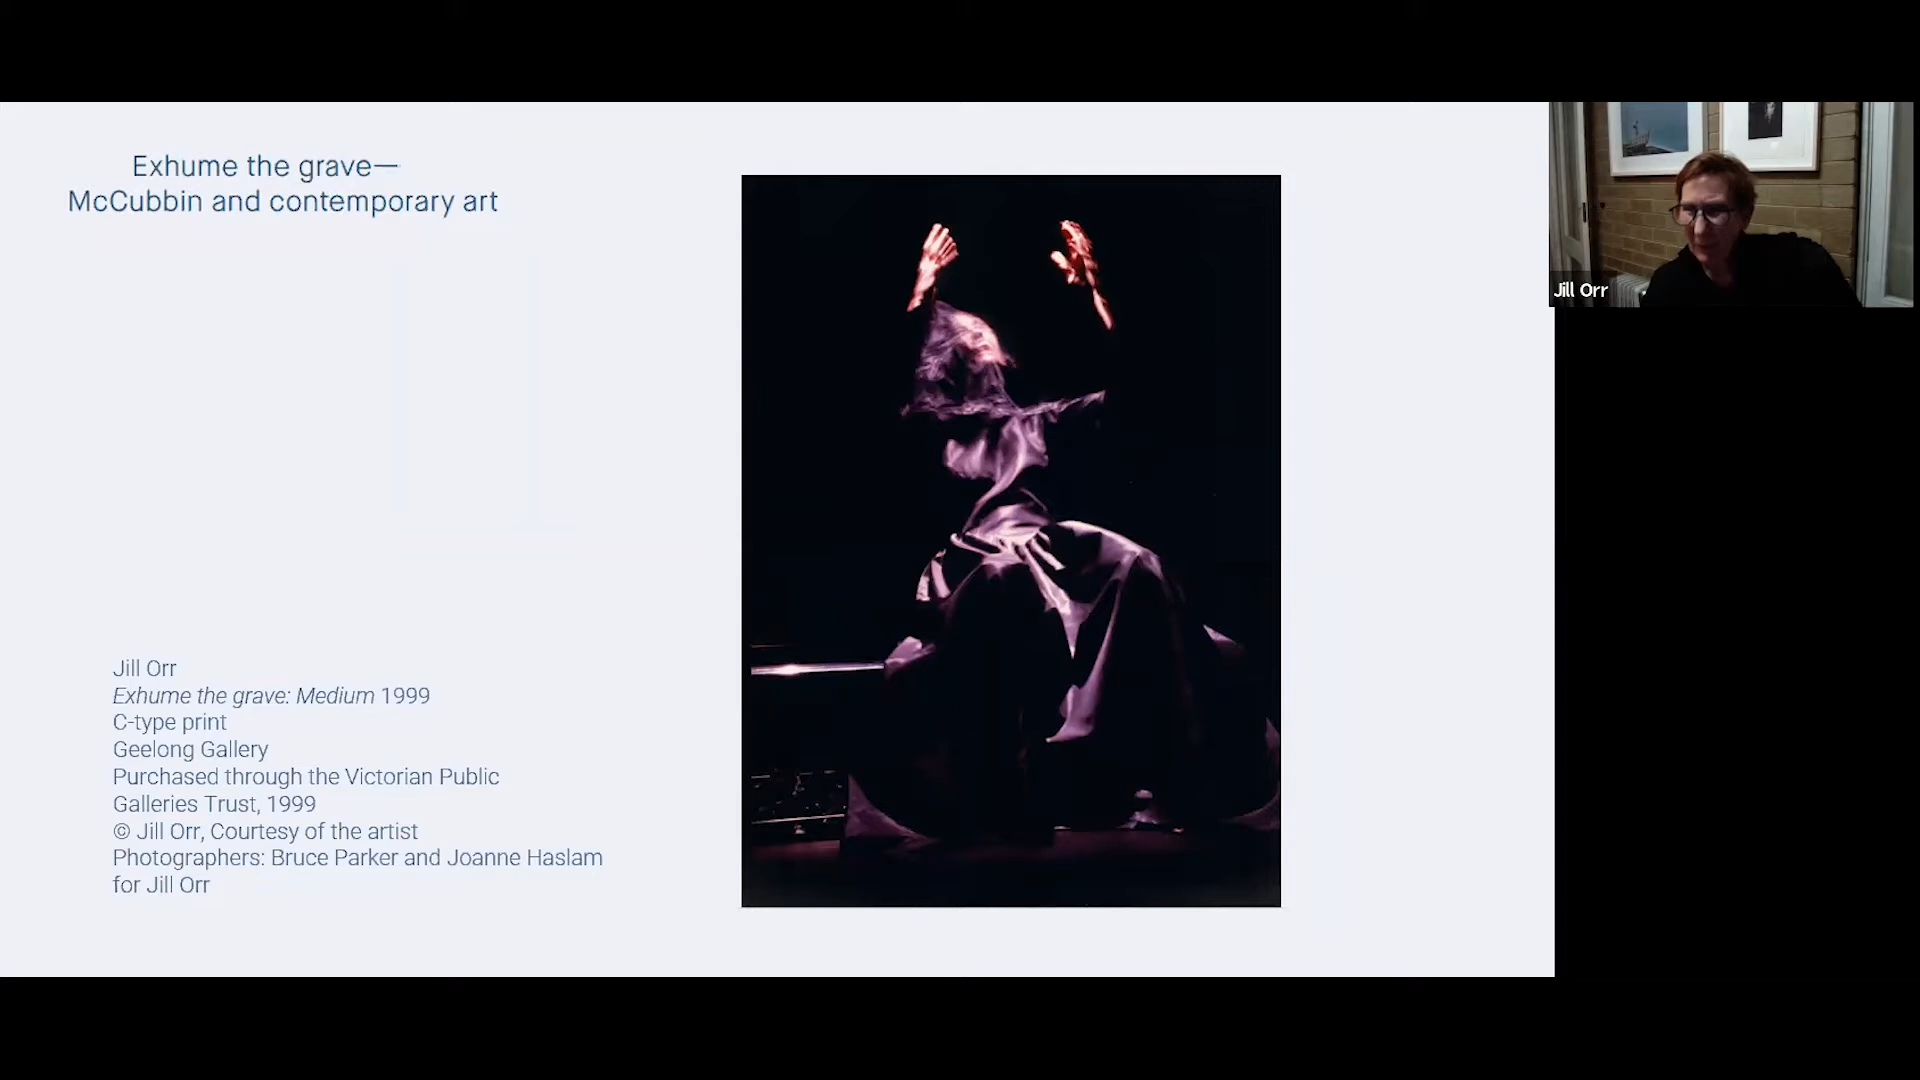 Exhume the grave—
McCubbin and contemporary art
Jill Orr
Jill Orr
Exhume the grave: Medium 1999
C-type print
Geelong Gallery
Purchased through the Victorian Public
Galleries Trust, 1999
© Jill Orr, Courtesy of the artist
Photographers: Bruce Parker and Joanne Haslam
for Jill Orr